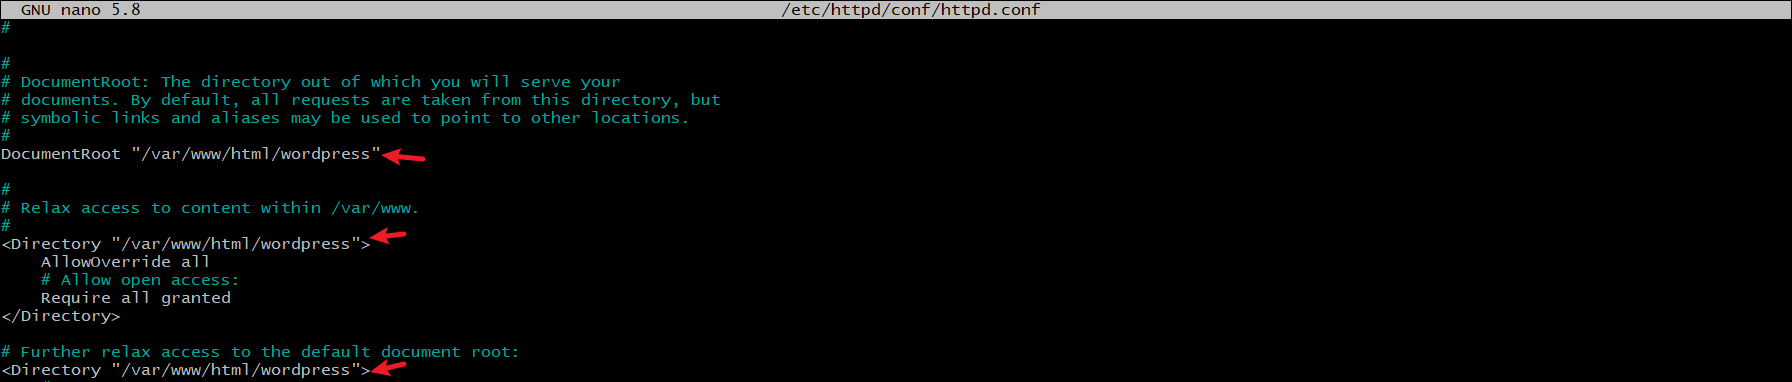 GNU nano 5.8 /etc/httpd/conf/httpd.conf
#
#
# DocumentRoot: The directory out of which you will serve your
# documents. By default, all requests are taken from this directory, but
# symbolic links and aliases may be used to point to other locations.
#
DocumentRoot "/var/www/html/wordpress"
#
# Relax access to content within /var/www.
#
<Directory "/var/www/html/wordpress">
    AllowOverride all
    # Allow open access:
    Require all granted
</Directory>
# Further relax access to the default document root:
<Directory "/var/www/html/wordpress">